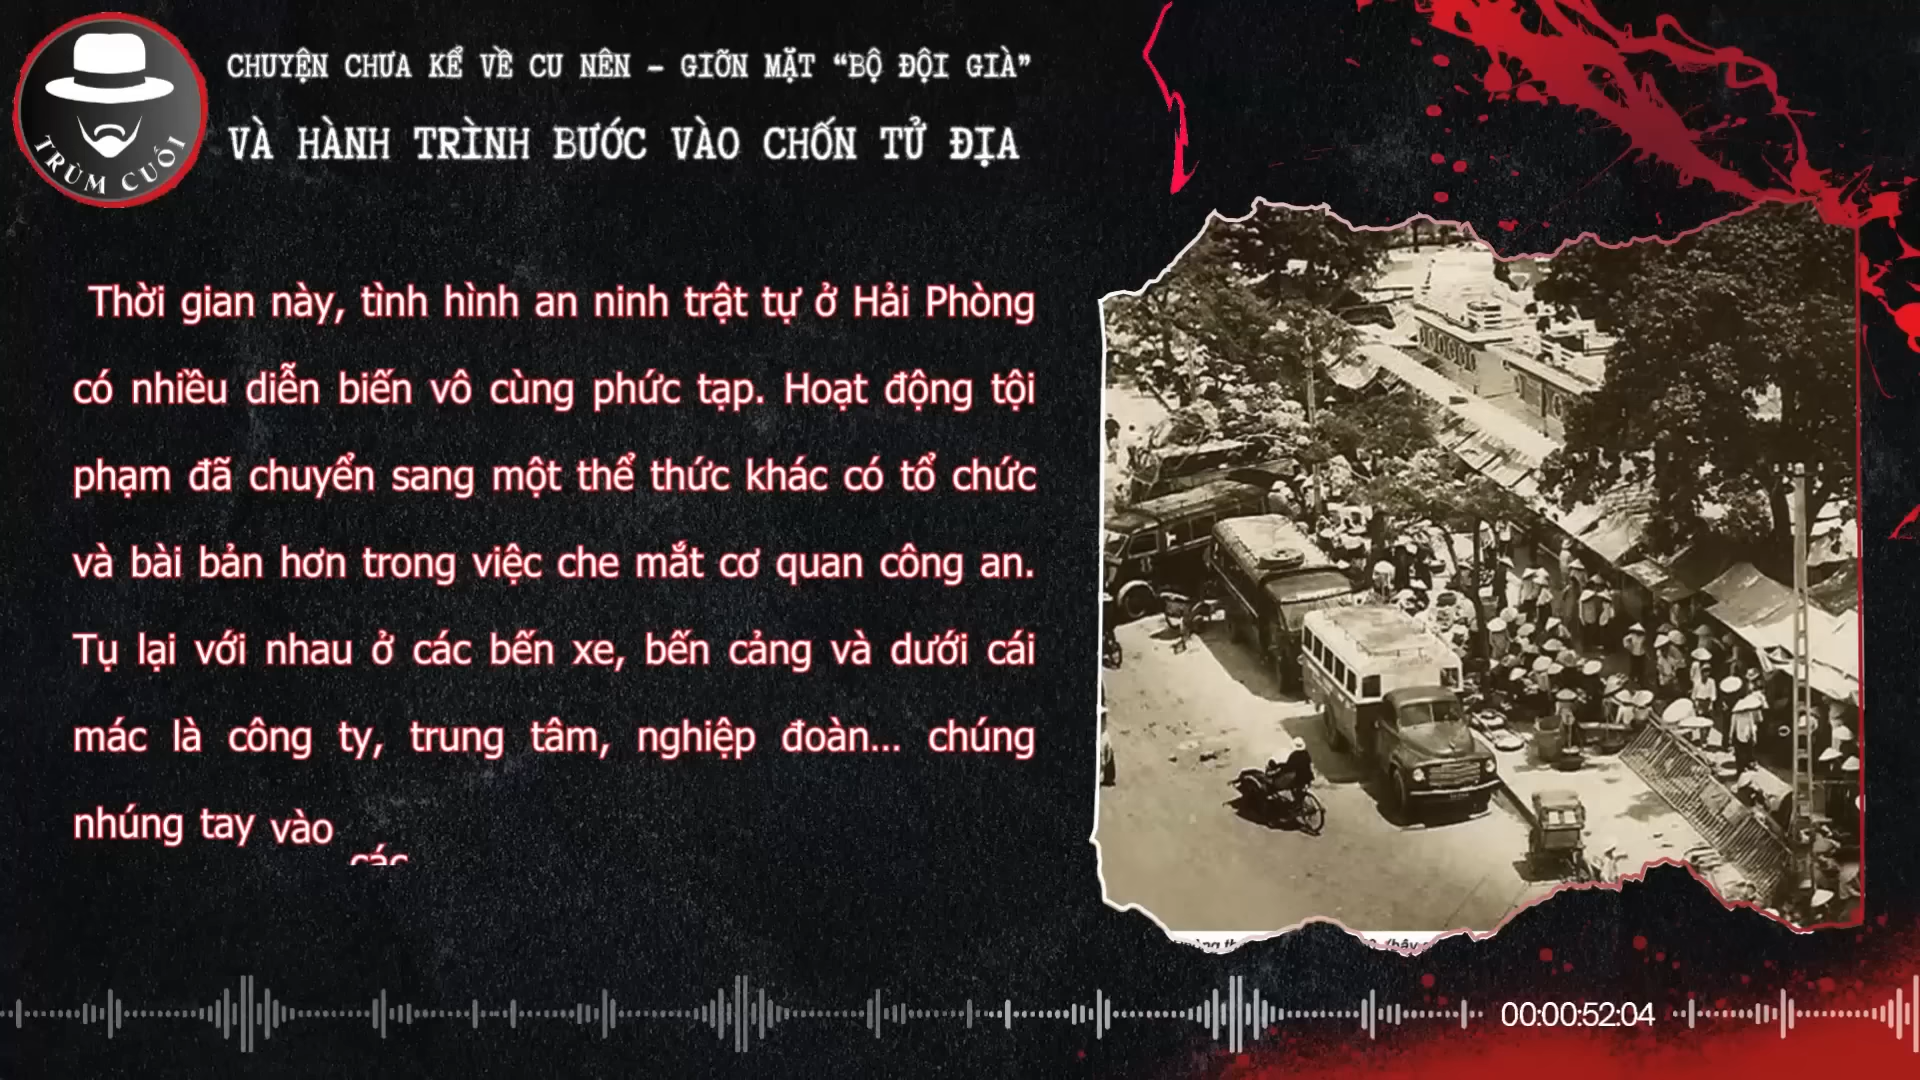 TRÙM CUỐI
CHUYỆN CHƯA KỂ VỀ CU NÊN – GIỠN MẶT “BỘ ĐỘI GIÀ”
VÀ HÀNH TRÌNH BƯỚC VÀO CHỐN TỬ ĐỊA
Thời gian này, tình hình an ninh trật tự ở Hải Phòng
có nhiều diễn biến vô cùng phức tạp. Hoạt động tội
phạm đã chuyển sang một thể thức khác có tổ chức
và bài bản hơn trong việc che mắt cơ quan công an.
Tụ lại với nhau ở các bến xe, bến cảng và dưới cái
mác là công ty, trung tâm, nghiệp đoàn... chúng
nhúng tay vào các
00:00:52:04